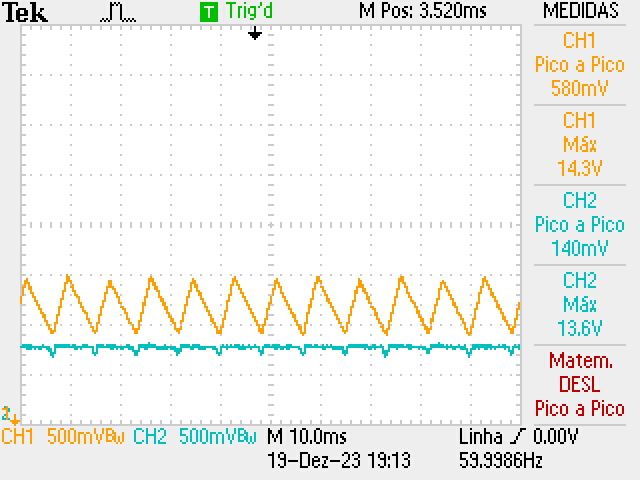 Tek
T Trig'd
M Pos: 3.520ms
MEDIDAS
CH1
Pico a Pico
580mV
CH1
Máx
14.3V
CH2
Pico a Pico
140mV
CH2
Máx
13.6V
Matem.
DESL
Pico a Pico
2
CH1 500mVBw CH2 500mVBw M 10.0ms Linha 0.00V
19-Dez-23 19:13 59.9986Hz